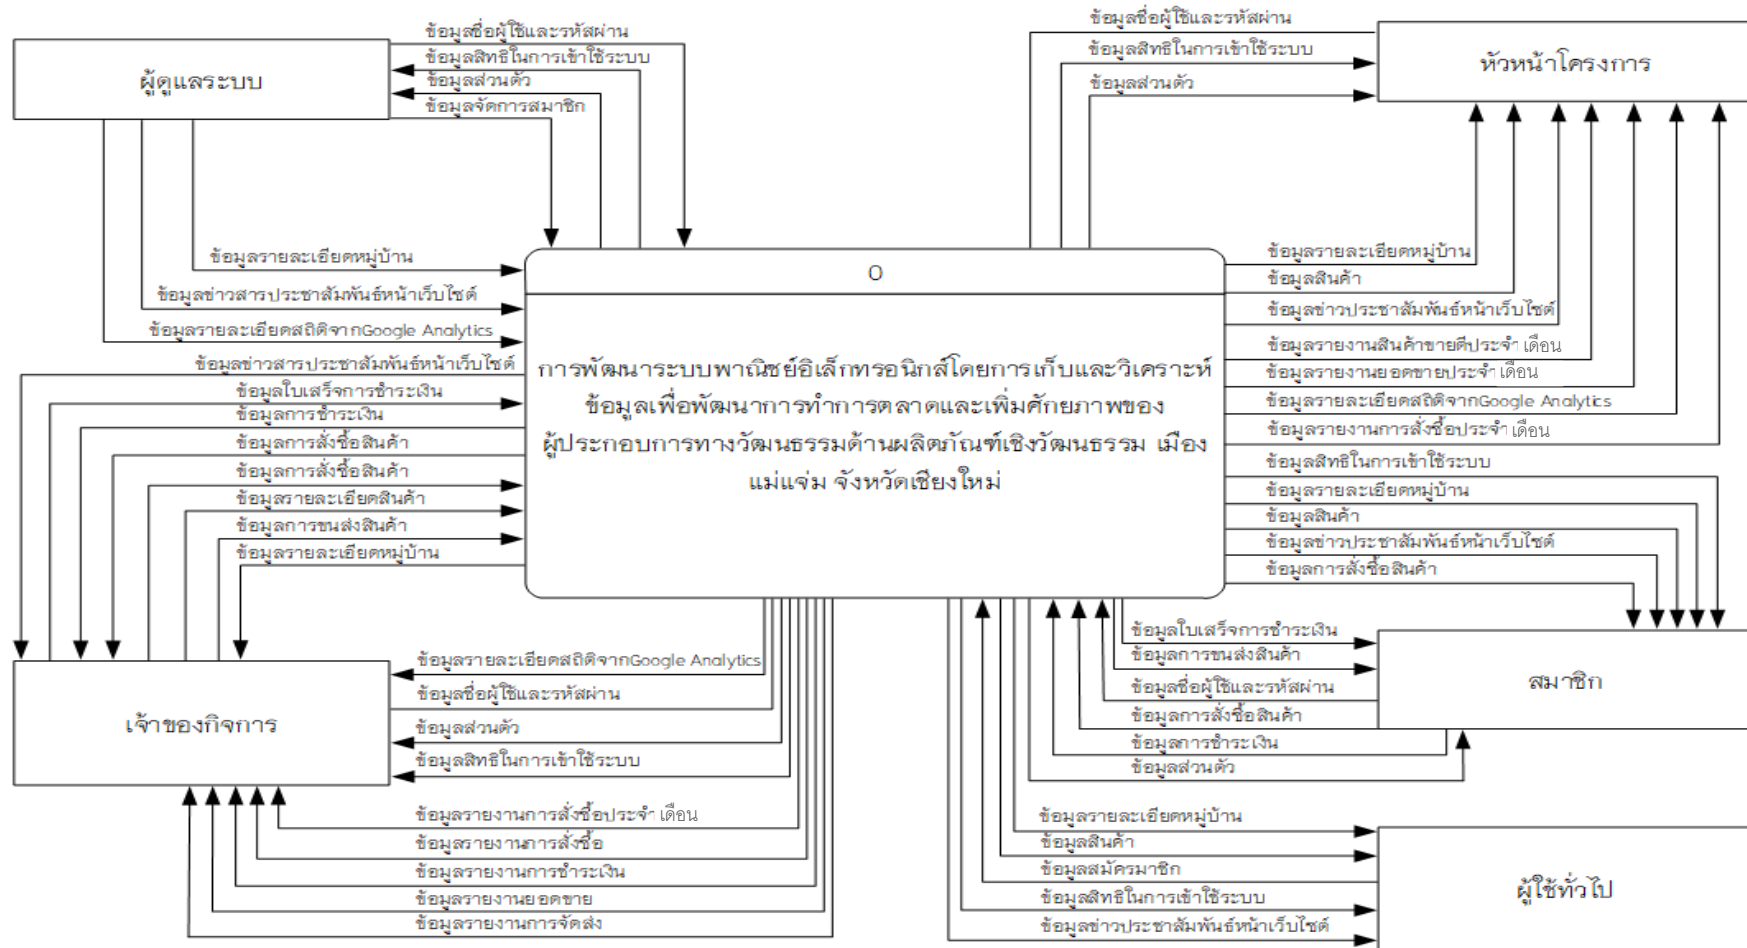 ผู้ดูแลระบบ
ข้อมูลชื่อผู้ใช้และรหัสผ่าน
ข้อมูลสิทธิในการเข้าใช้ระบบ
ข้อมูลส่วนตัว
ข้อมูลจัดการสมาชิก
ข้อมูลชื่อผู้ใช้และรหัสผ่าน
ข้อมูลสิทธิในการเข้าใช้ระบบ
ข้อมูลส่วนตัว
หัวหน้าโครงการ
ข้อมูลรายละเอียดหมู่บ้าน
ข้อมูลข่าวสารประชาสัมพันธ์หน้าเว็บไซต์
ข้อมูลรายละเอียดสถิติจากGoogle Analytics
ข้อมูลข่าวสารประชาสัมพันธ์หน้าเว็บไซต์
ข้อมูลใบเสร็จการชำระเงิน
ข้อมูลการชำระเงิน
ข้อมูลการสั่งซื้อสินค้า
ข้อมูลการสั่งซื้อสินค้า
ข้อมูลรายละเอียดสินค้า
ข้อมูลการขนส่งสินค้า
ข้อมูลรายละเอียดหมู่บ้าน
0
การพัฒนาระบบพาณิชย์อิเล็กทรอนิกส์โดยการเก็บและวิเคราะห์
ข้อมูลเพื่อพัฒนาการทำการตลาดและเพิ่มศักยภาพของ
ผู้ประกอบการทางวัฒนธรรมด้านผลิตภัณฑ์เชิงวัฒนธรรม เมือง
แม่แจ่ม จังหวัดเชียงใหม่
ข้อมูลรายละเอียดหมู่บ้าน
ข้อมูลสินค้า
ข้อมูลข่าวประชาสัมพันธ์หน้าเว็บไซต์
ข้อมูลรายงานสินค้าขายดีประจำเดือน
ข้อมูลรายงานยอดขายประจำเดือน
ข้อมูลรายละเอียดสถิติจากGoogle Analytics
ข้อมูลรายงานการสั่งซื้อประจำเดือน
ข้อมูลสิทธิในการเข้าใช้ระบบ
ข้อมูลรายละเอียดหมู่บ้าน
ข้อมูลสินค้า
ข้อมูลข่าวประชาสัมพันธ์หน้าเว็บไซต์
ข้อมูลการสั่งซื้อสินค้า
เจ้าของกิจการ
ข้อมูลรายละเอียดสถิติจากGoogle Analytics
ข้อมูลชื่อผู้ใช้และรหัสผ่าน
ข้อมูลส่วนตัว
ข้อมูลสิทธิในการเข้าใช้ระบบ
ข้อมูลรายงานการสั่งซื้อประจำเดือน
ข้อมูลรายงานการสั่งซื้อ
ข้อมูลรายงานการชำระเงิน
ข้อมูลรายงานยอดขาย
ข้อมูลรายงานการจัดส่ง
ข้อมูลใบเสร็จการชำระเงิน
ข้อมูลการขนส่งสินค้า
ข้อมูลชื่อผู้ใช้และรหัสผ่าน
ข้อมูลการสั่งซื้อสินค้า
ข้อมูลการชำระเงิน
ข้อมูลส่วนตัว
สมาชิก
ข้อมูลรายละเอียดหมู่บ้าน
ข้อมูลสินค้า
ข้อมูลสมัครมาชิก
ข้อมูลสิทธิในการเข้าใช้ระบบ
ข้อมูลข่าวประชาสัมพันธ์หน้าเว็บไซต์
ผู้ใช้ทั่วไป